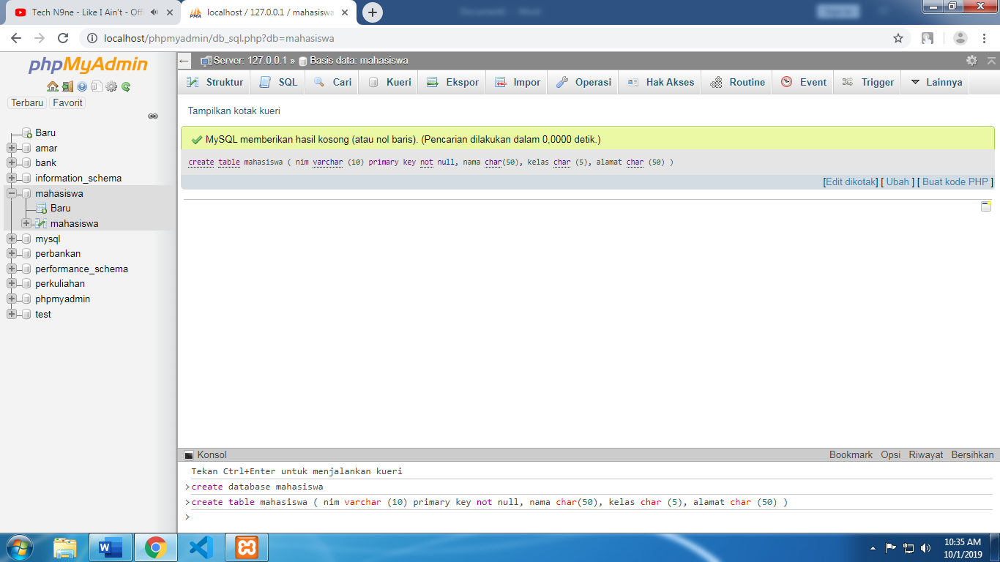 Tech N9ne - Like I Ain't - Offi
localhost / 127.0.0.1 / mahasiswa
localhost/phpmyadmin/db_sql.php?db=mahasiswa
phpMyAdmin
Terbaru Favorit
Baru
amar
bank
information_schema
mahasiswa
Baru
mahasiswa
mysql
perbankan
performance_schema
perkuliahan
phpmyadmin
test
Server: 127.0.0.1 » Basis data: mahasiswa
Struktur SQL Cari Kueri Ekspor Impor Operasi Hak Akses Routine Event Trigger Lainnya
Tampilkan kotak kueri
MySQL memberikan hasil kosong (atau nol baris). (Pencarian dilakukan dalam 0,0000 detik.)
create table mahasiswa ( nim varchar (10) primary key not null, nama char(50), kelas char (5), alamat char (50) )
[Edit dikotak] [ Ubah ] [ Buat kode PHP ]
Konsol Bookmark Opsi Riwayat Bersihkan
Tekan Ctrl+Enter untuk menjalankan kueri
>create database mahasiswa
>create table mahasiswa ( nim varchar (10) primary key not null, nama char(50), kelas char (5), alamat char (50) )
>
10:35 AM
10/1/2019